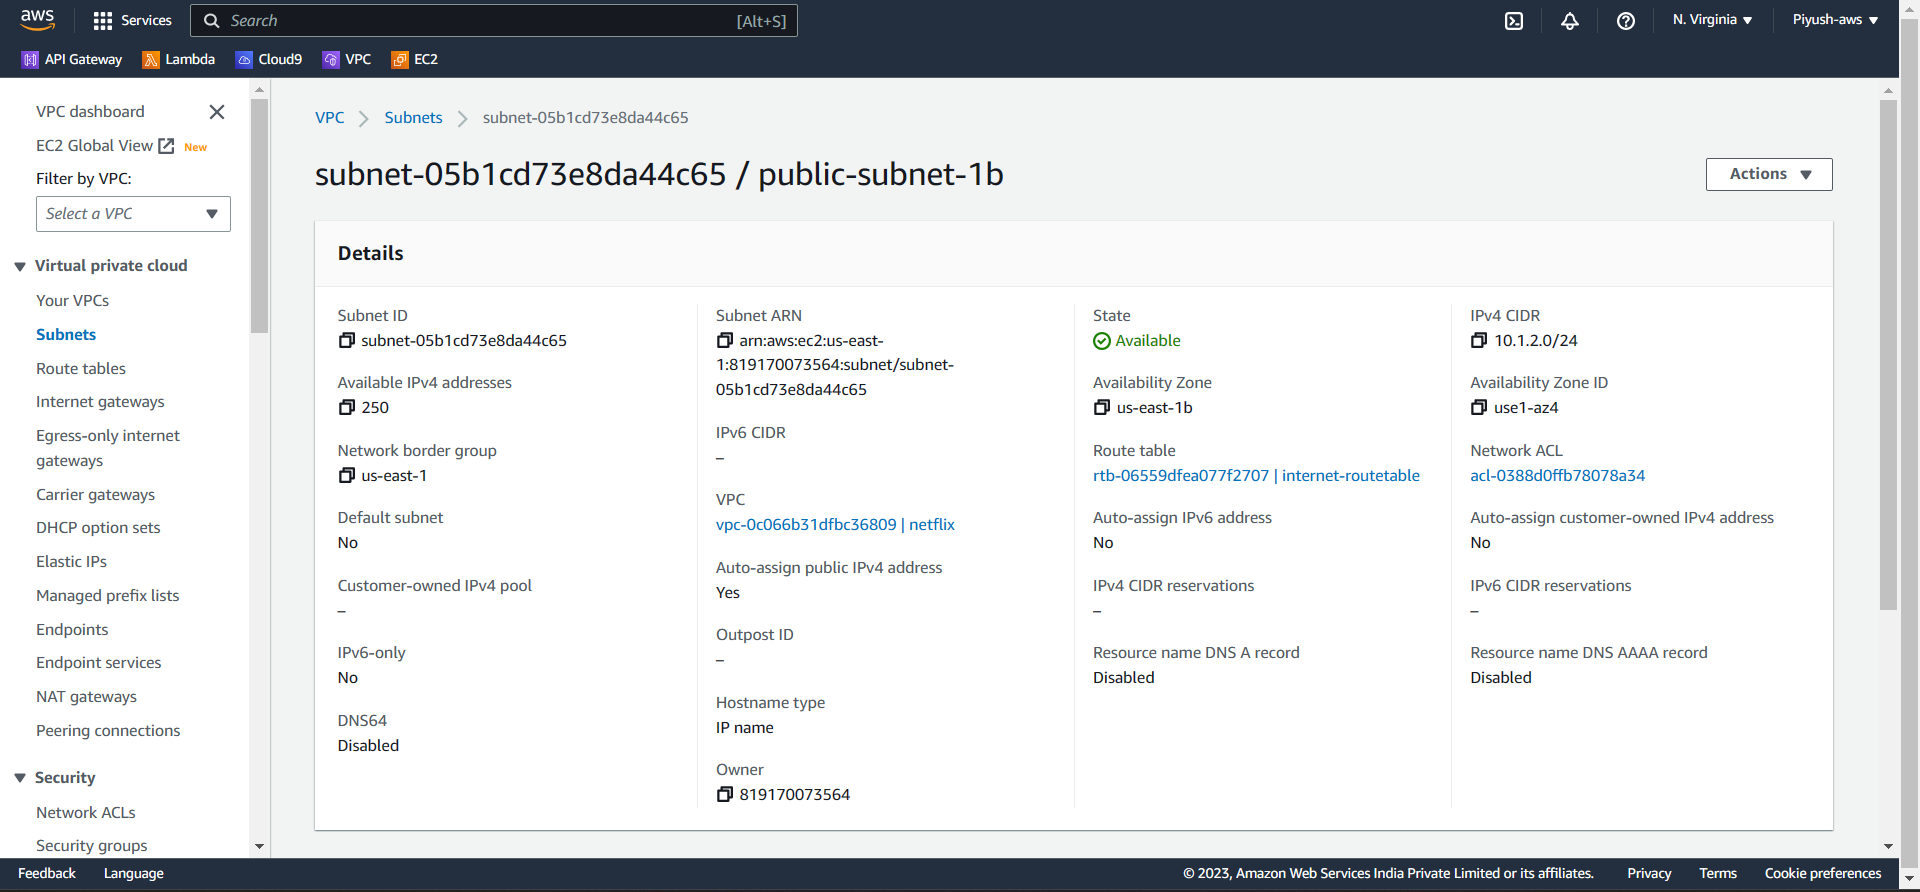 aws
Services
Search
[Alt+S]
N. Virginia
Piyush-aws
API Gateway
Lambda
Cloud9
VPC
EC2
VPC dashboard
EC2 Global View New
Filter by VPC:
Select a VPC
Virtual private cloud
Your VPCs
Subnets
Route tables
Internet gateways
Egress-only internet
gateways
Carrier gateways
DHCP option sets
Elastic IPs
Managed prefix lists
Endpoints
Endpoint services
NAT gateways
Peering connections
Security
Network ACLs
Security groups
VPC
Subnets
subnet-05b1cd73e8da44c65
subnet-05b1cd73e8da44c65 / public-subnet-1b
Actions
Details
Subnet ID
subnet-05b1cd73e8da44c65
Available IPv4 addresses
250
Network border group
us-east-1
Default subnet
No
Customer-owned IPv4 pool
–
IPv6-only
No
DNS64
Disabled
Subnet ARN
arn:aws:ec2:us-east-
1:819170073564:subnet/subnet-
05b1cd73e8da44c65
IPv6 CIDR
–
VPC
vpc-0c066b31dfbc36809 | netflix
Auto-assign public IPv4 address
Yes
Outpost ID
–
Hostname type
IP name
Owner
819170073564
State
Available
Availability Zone
us-east-1b
Route table
rtb-06559dfea077f2707 | internet-routetable
Auto-assign IPv6 address
No
IPv4 CIDR reservations
–
Resource name DNS A record
Disabled
IPv4 CIDR
10.1.2.0/24
Availability Zone ID
use1-az4
Network ACL
acl-0388d0ffb78078a34
Auto-assign customer-owned IPv4 address
No
IPv6 CIDR reservations
–
Resource name DNS AAAA record
Disabled
Feedback
Language
© 2023, Amazon Web Services India Private Limited or its affiliates.
Privacy
Terms
Cookie preferences